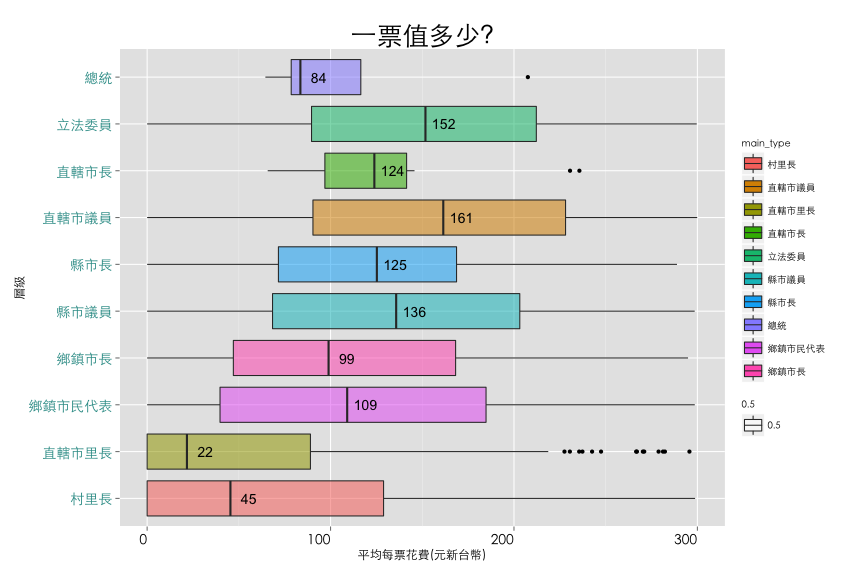 一票值多少?
總統
84
立法委員
152
直轄市長
124
直轄市議員
161
縣市長
125
縣市議員
136
鄉鎮市長
99
鄉鎮市民代表
109
直轄市里長
22
村里長
45
層級
0
100
200
300
平均每票花費(元新台幣)
main_type
村里長
直轄市議員
直轄市里長
直轄市長
立法委員
縣市議員
縣市長
總統
鄉鎮市民代表
鄉鎮市長
0.5
0.5